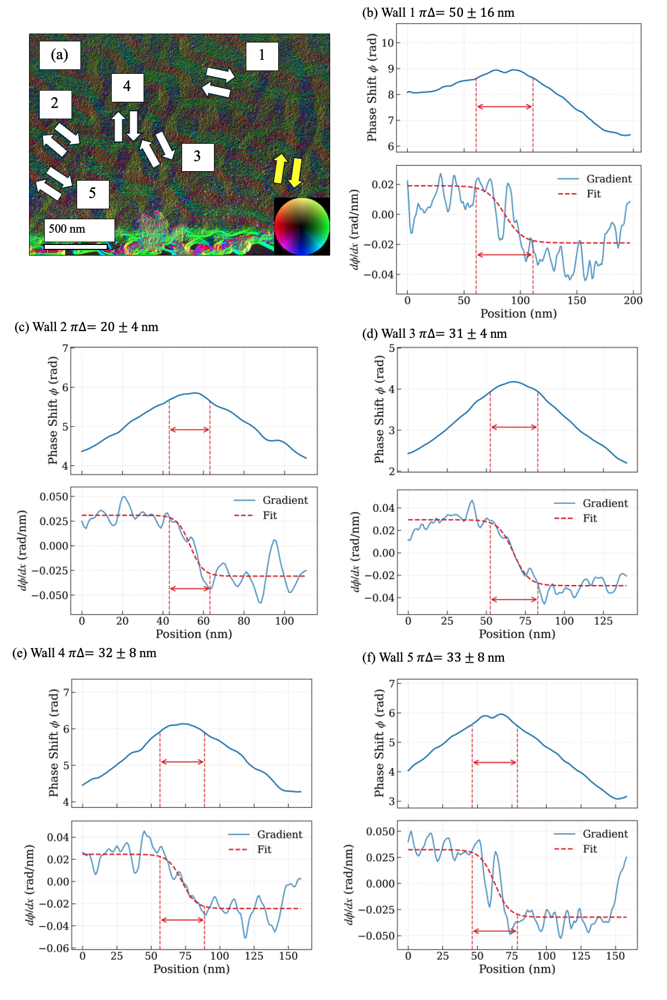 (a)
1
4
2
3
5
500 nm
(b) Wall 1 πΔ= 50 ± 16 nm
Phase Shift ϕ (rad)
10
9
8
7
6
dϕ/dx (rad/nm)
0.02
0.00
−0.02
−0.04
Gradient
Fit
0 50 100 150 200
Position (nm)
(c) Wall 2 πΔ= 20 ± 4 nm
Phase Shift ϕ (rad)
7
6
5
4
dϕ/dx (rad/nm)
0.050
0.025
0.000
−0.025
−0.050
Gradient
Fit
0 20 40 60 80 100
Position (nm)
(d) Wall 3 πΔ= 31 ± 4 nm
Phase Shift ϕ (rad)
5
4
3
2
dϕ/dx (rad/nm)
0.04
0.02
0.00
−0.02
−0.04
Gradient
Fit
0 25 50 75 100 125
Position (nm)
(e) Wall 4 πΔ= 32 ± 8 nm
Phase Shift ϕ (rad)
7
6
5
4
dϕ/dx (rad/nm)
0.04
0.02
0.00
−0.02
−0.04
−0.06
Gradient
Fit
0 25 50 75 100 125 150
Position (nm)
(f) Wall 5 πΔ= 33 ± 8 nm
Phase Shift ϕ (rad)
7
6
5
4
3
dϕ/dx (rad/nm)
0.050
0.025
0.000
−0.025
−0.050
Gradient
Fit
0 25 50 75 100 125 150
Position (nm)